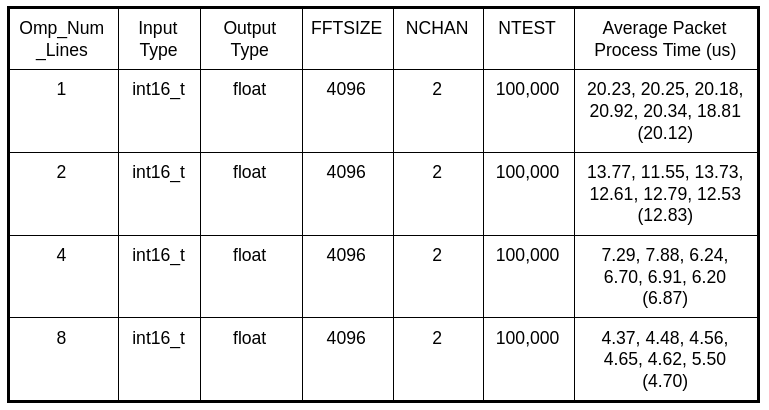 Omp_Num
_Lines
Input
Type
Output
Type
FFTSIZE
NCHAN
NTEST
Average Packet
Process Time (us)
1
int16_t
float
4096
2
100,000
20.23, 20.25, 20.18,
20.92, 20.34, 18.81
(20.12)
2
int16_t
float
4096
2
100,000
13.77, 11.55, 13.73,
12.61, 12.79, 12.53
(12.83)
4
int16_t
float
4096
2
100,000
7.29, 7.88, 6.24,
6.70, 6.91, 6.20
(6.87)
8
int16_t
float
4096
2
100,000
4.37, 4.48, 4.56,
4.65, 4.62, 5.50
(4.70)